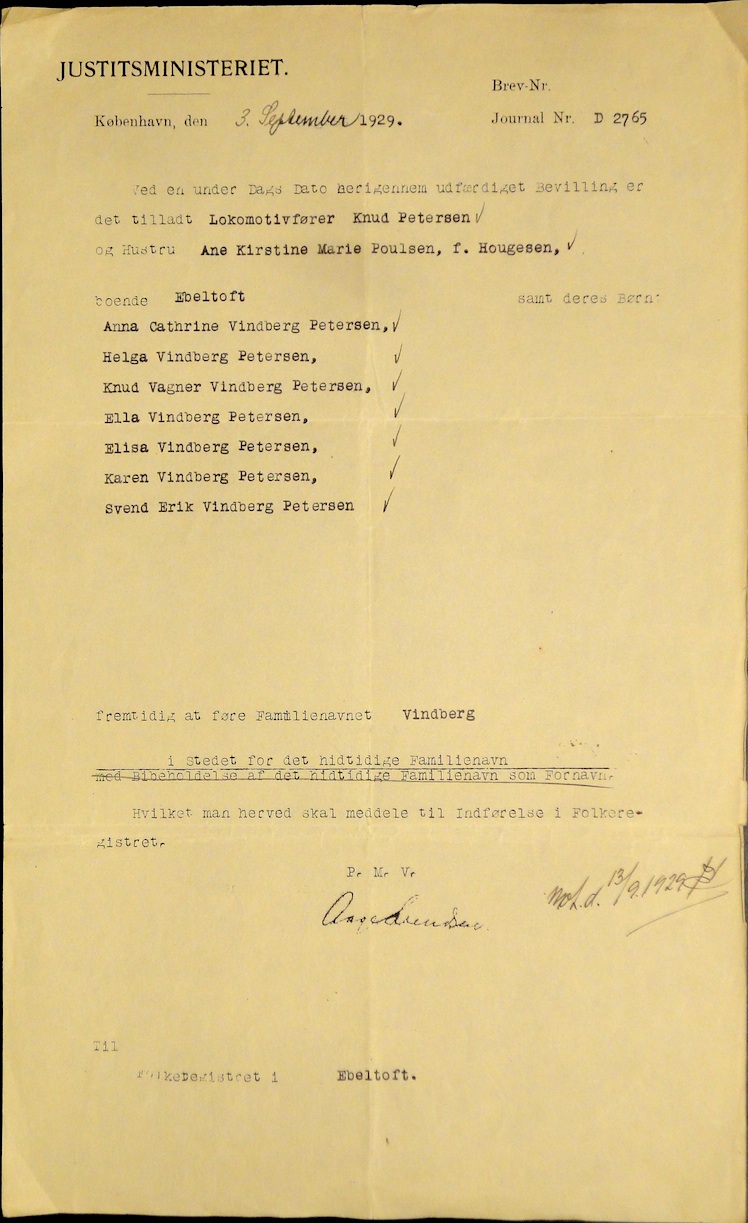 JUSTITSMINISTERIET.
Brev-Nr.
København, den 3. September 1929.
Journal Nr. D 2765
Ved en under Dags Dato herigennem udfærdiget Bevilling er
det tilladt Lokomotivfører Knud Petersen
og Hustru Ane Kirstine Marie Poulsen, f. Hougesen,
boende Ebeltoft samt deres Børn:
Anna Cathrine Vindberg Petersen,
Helga Vindberg Petersen,
Knud Vagner Vindberg Petersen,
Ella Vindberg Petersen,
Elisa Vindberg Petersen,
Karen Vindberg Petersen,
Svend Erik Vindberg Petersen
fremtidig at føre Familienavnet Vindberg
i Stedet for det hidtidige Familienavn
med Bibeholdelse af det hidtidige Familienavn som Fornavn.
Hvilket man herved skal meddele til Indførelse i Folkere-
gistret.
P. M. V.
Not. d. 13/9.1929
Aage Svendsen
Til
Folkeregistret i Ebeltoft.